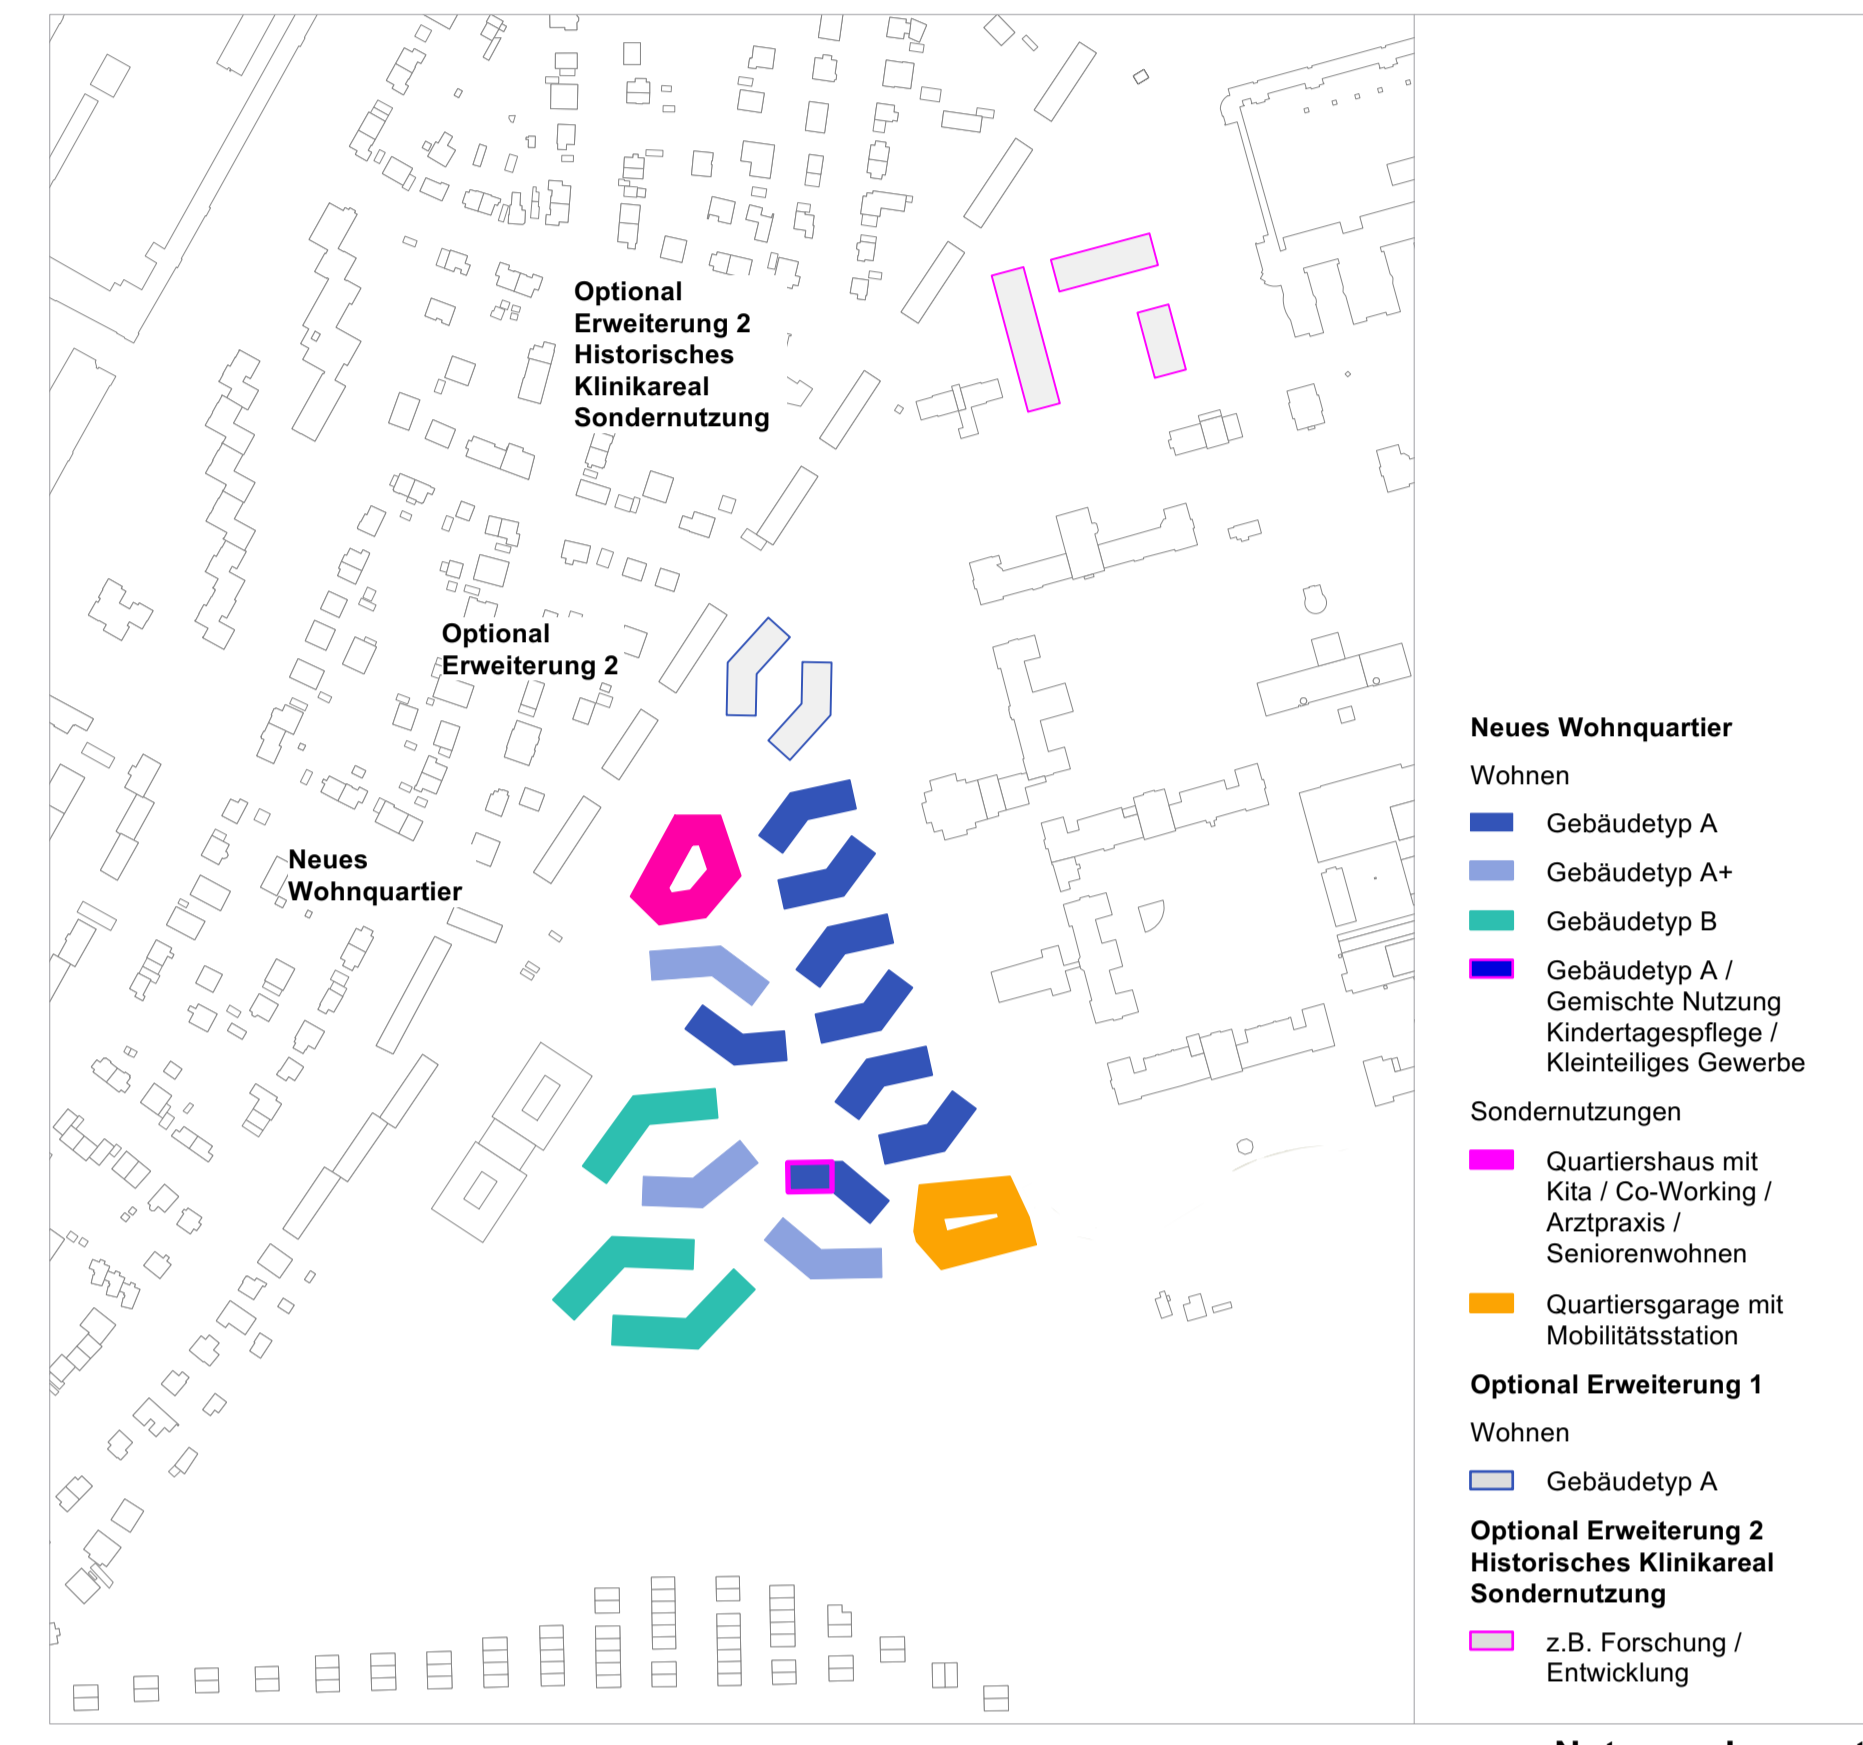 Optional
Erweiterung 2
Historisches
Klinikareal
Sondernutzung
Optional
Erweiterung 2
Neues
Wohnquartier
Neues Wohnquartier
Wohnen
Gebäudetyp A
Gebäudetyp A+
Gebäudetyp B
Gebäudetyp A /
Gemischte Nutzung
Kindertagespflege /
Kleinteiliges Gewerbe
Sondernutzungen
Quartiershaus mit
Kita / Co-Working /
Arztpraxis /
Seniorenwohnen
Quartiersgarage mit
Mobilitätsstation
Optional Erweiterung 1
Wohnen
Gebäudetyp A
Optional Erweiterung 2
Historisches Klinikareal
Sondernutzung
z.B. Forschung /
Entwicklung